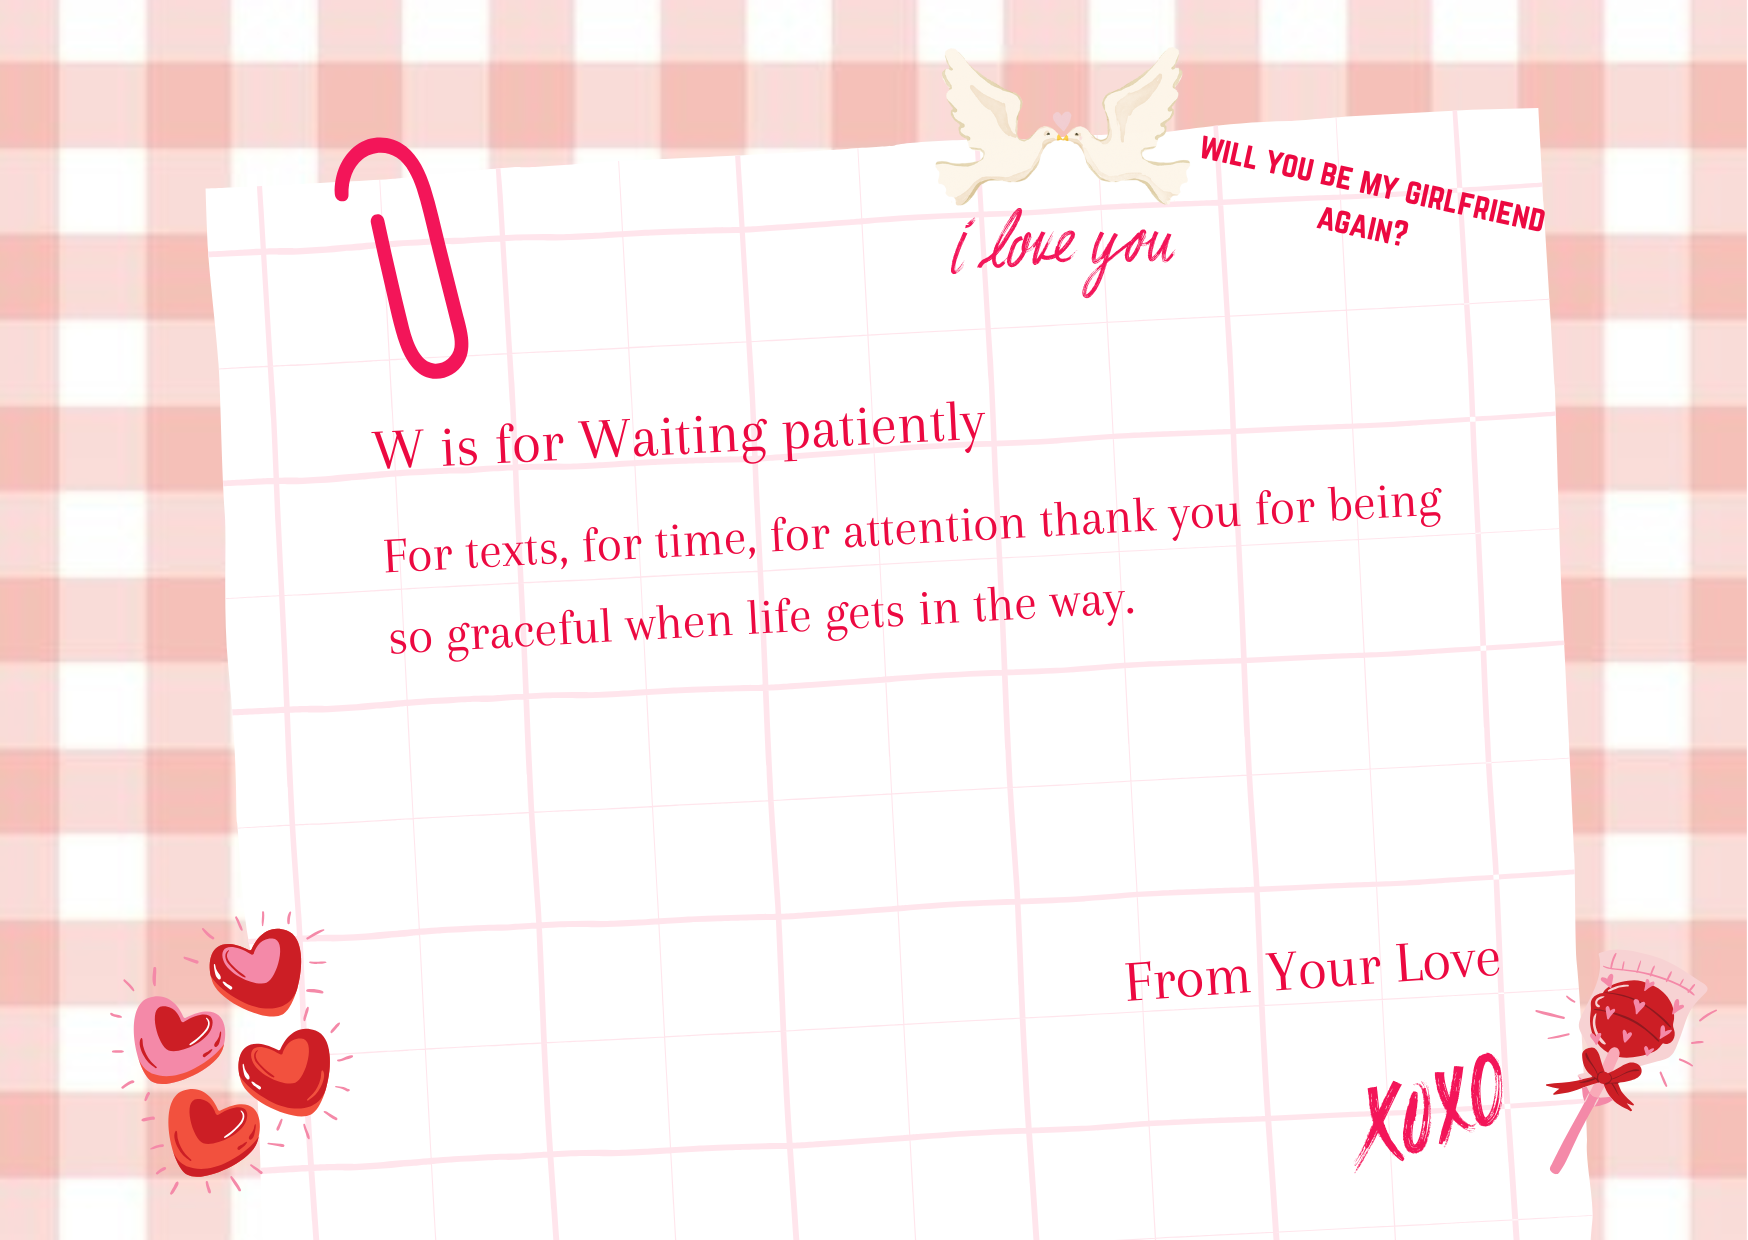 WILL YOU BE MY GIRLFRIEND
AGAIN?
i love you
W is for Waiting patiently
For texts, for time, for attention thank you for being
so graceful when life gets in the way.
From Your Love
XOXO